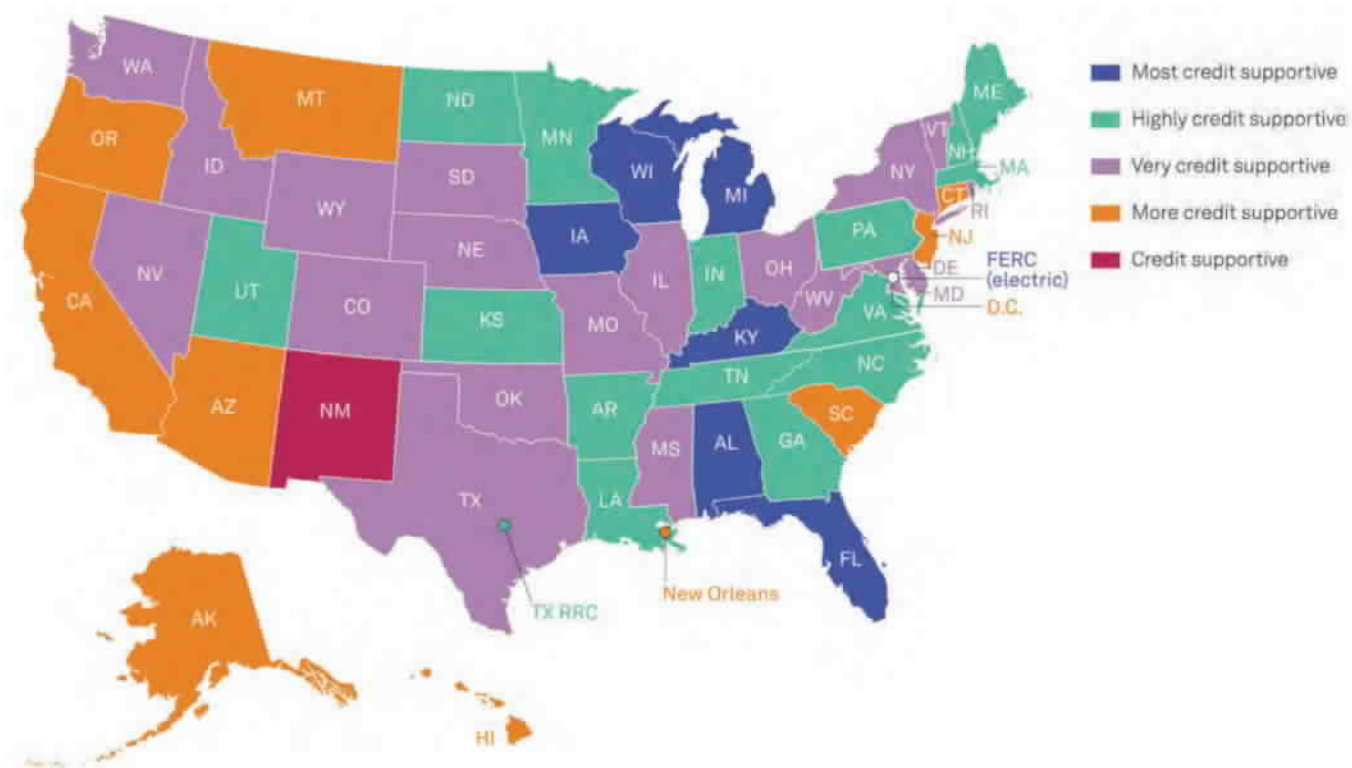 WA
MT
ND
MN
ME
OR
ID
SD
WI
MI
VT
NH
MA
NY
WY
CT
RI
IA
NE
PA
NJ
NV
UT
CO
KS
MO
IL
IN
OH
WV
DE
FERC
(electric)
MD
D.C.
VA
CA
KY
AZ
NM
OK
AR
TN
NC
SC
MS
AL
GA
TX
LA
FL
TX RRC
New Orleans
AK
HI
Most credit supportive
Highly credit supportive
Very credit supportive
More credit supportive
Credit supportive